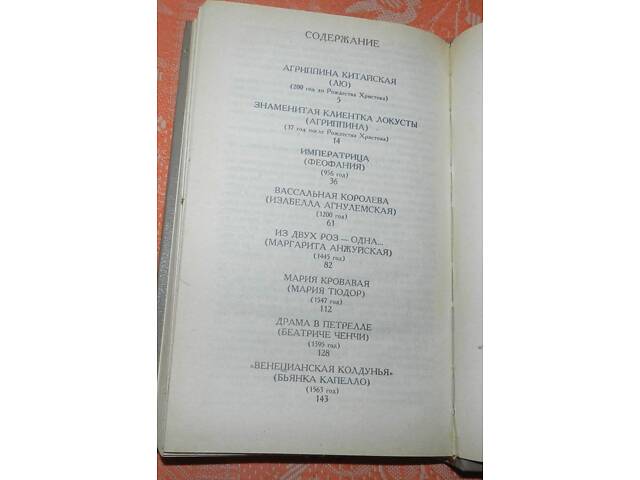 СОДЕРЖАНИЕ
АГРИППИНА КИТАЙСКАЯ
(ЛЮ)
(200 год до Рождества Христова)
5
ЗНАМЕНИТАЯ КЛИЕНТКА ЛОКУСТЫ
(АГРИППИНА)
(37 год после Рождества Христова)
14
ИМПЕРАТРИЦА
(ФЕОФАНИЯ)
(956 год)
36
ВАССАЛЬНАЯ КОРОЛЕВА
(ИЗАБЕЛЛА АГНУЛЕМСКАЯ)
(1200 год)
61
ИЗ ДВУХ РОЗ — ОДНА...
(МАРГАРИТА АНЖУЙСКАЯ)
(1445 год)
82
МАРИЯ КРОВАВАЯ
(МАРИЯ ТЮДОР)
(1547 год)
112
ДРАМА В ПЕТРЕЛЛЕ
(БЕАТРИЧЕ ЧЕНЧИ)
(1595 год)
128
«ВЕНЕЦИАНСКАЯ КОЛДУНЬЯ»
(БЬЯНКА КАПЕЛЛО)
(1563 год)
143